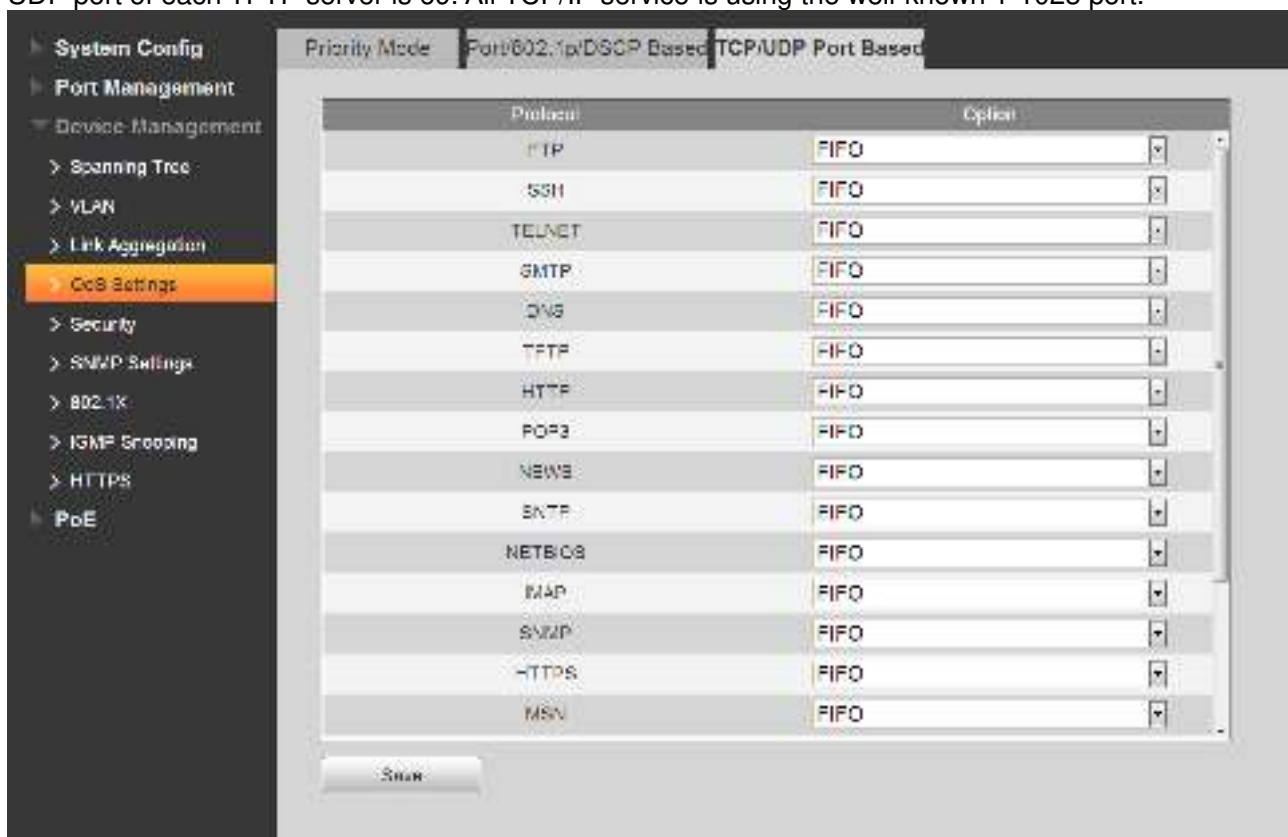 UDP port of each TFTP server is 69. All TCP/IP service is using the well-known 1-1023 port.
System Config
Port Management
Device Management
> Spanning Tree
> VLAN
> Link Aggregation
> QoS Settings
> Security
> SNMP Settings
> 802.1X
> IGMP Snooping
> HTTPS
PoE
Priority Mode Port/802.1p/DSCP Based TCP/UDP Port Based
Protocol Option
FTP FIFO
SSH FIFO
TELNET FIFO
SMTP FIFO
DNS FIFO
TFTP FIFO
HTTP FIFO
POP3 FIFO
NEWS FIFO
SNTP FIFO
NETBIOS FIFO
IMAP FIFO
SNMP FIFO
HTTPS FIFO
MSN FIFO
Save